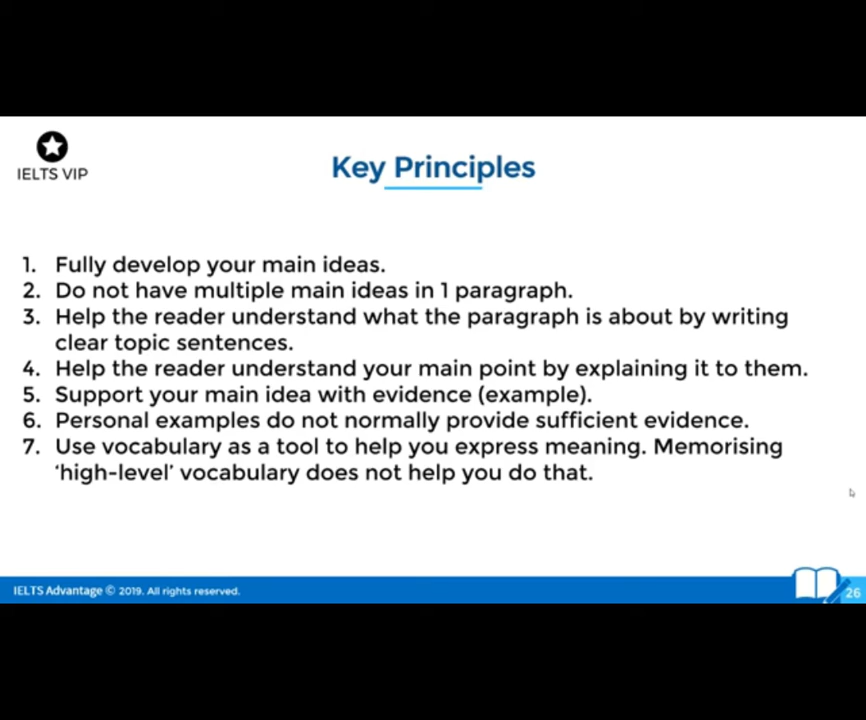 IELTS VIP
Key Principles
1. Fully develop your main ideas.
2. Do not have multiple main ideas in 1 paragraph.
3. Help the reader understand what the paragraph is about by writing
clear topic sentences.
4. Help the reader understand your main point by explaining it to them.
5. Support your main idea with evidence (example).
6. Personal examples do not normally provide sufficient evidence.
7. Use vocabulary as a tool to help you express meaning. Memorising
‘high-level’ vocabulary does not help you do that.
IELTS Advantage © 2019. All rights reserved.
26